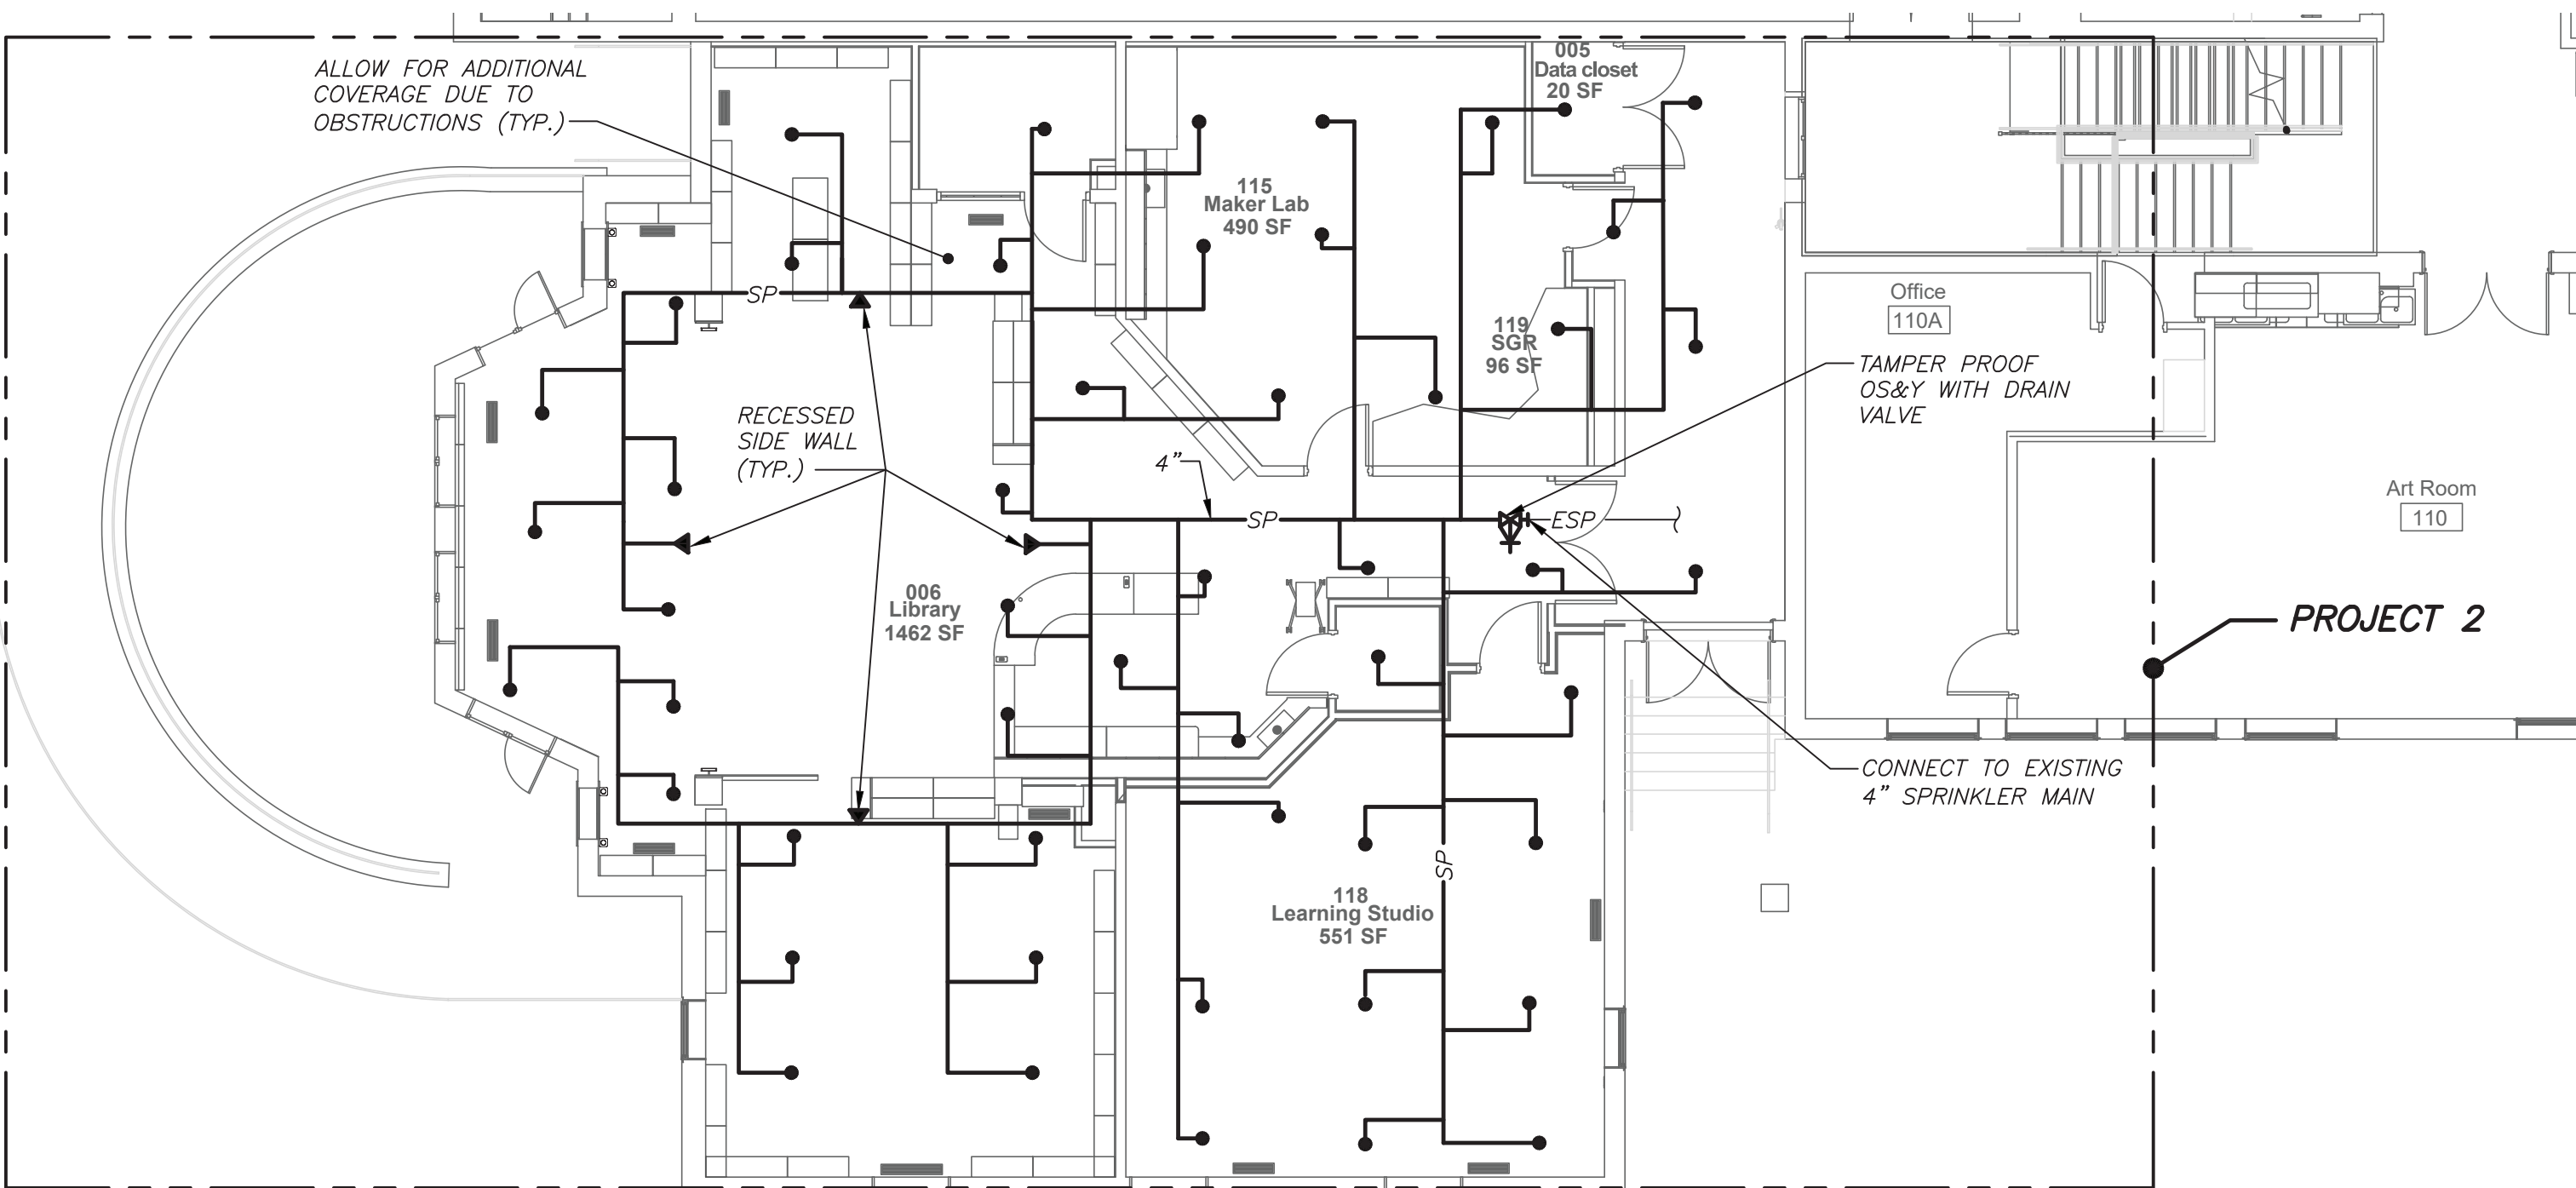 ALLOW FOR ADDITIONAL
COVERAGE DUE TO
OBSTRUCTIONS (TYP.)
005
Data closet
20 SF
115
Maker Lab
490 SF
SP
Office
110A
119
SGR
96 SF
TAMPER PROOF
OS&Y WITH DRAIN
VALVE
RECESSED
SIDE WALL
(TYP.)
4”
SP
ESP
Art Room
110
006
Library
1462 SF
PROJECT 2
CONNECT TO EXISTING
4” SPRINKLER MAIN
SP
118
Learning Studio
551 SF